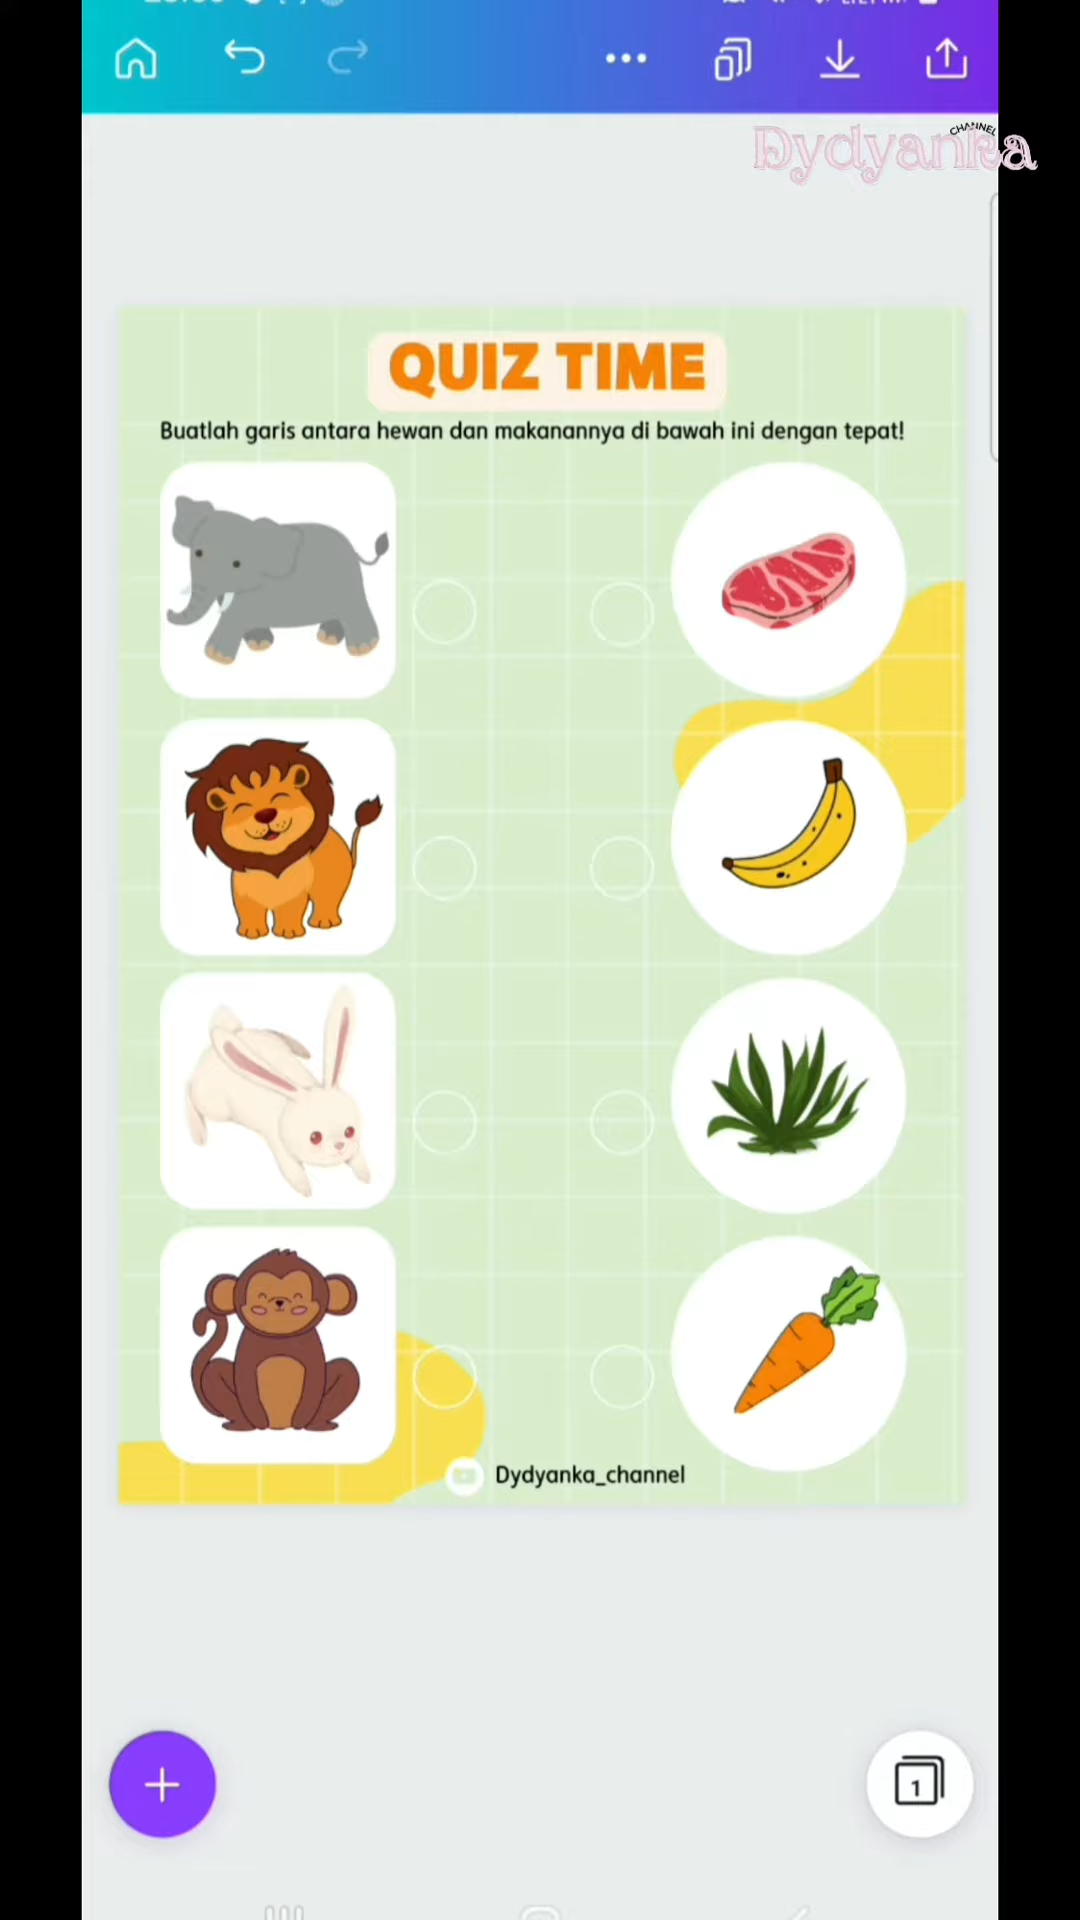 CHANNEL
Dydyanka
QUIZ TIME
Buatlah garis antara hewan dan makanannya di bawah ini dengan tepat!
Dydyanka_channel
1